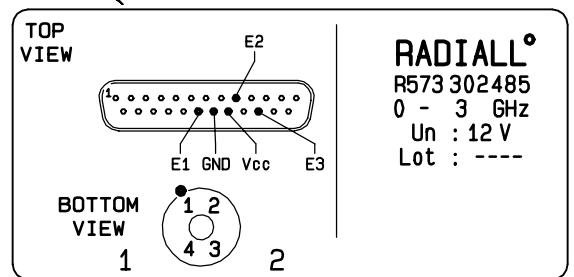 TOP
VIEW
E2
1
E1 GND Vcc E3
BOTTOM
VIEW
1 2
4 3
1 2
RADIALL°
R573 302485
0 - 3 GHz
Un : 12 V
Lot : ----